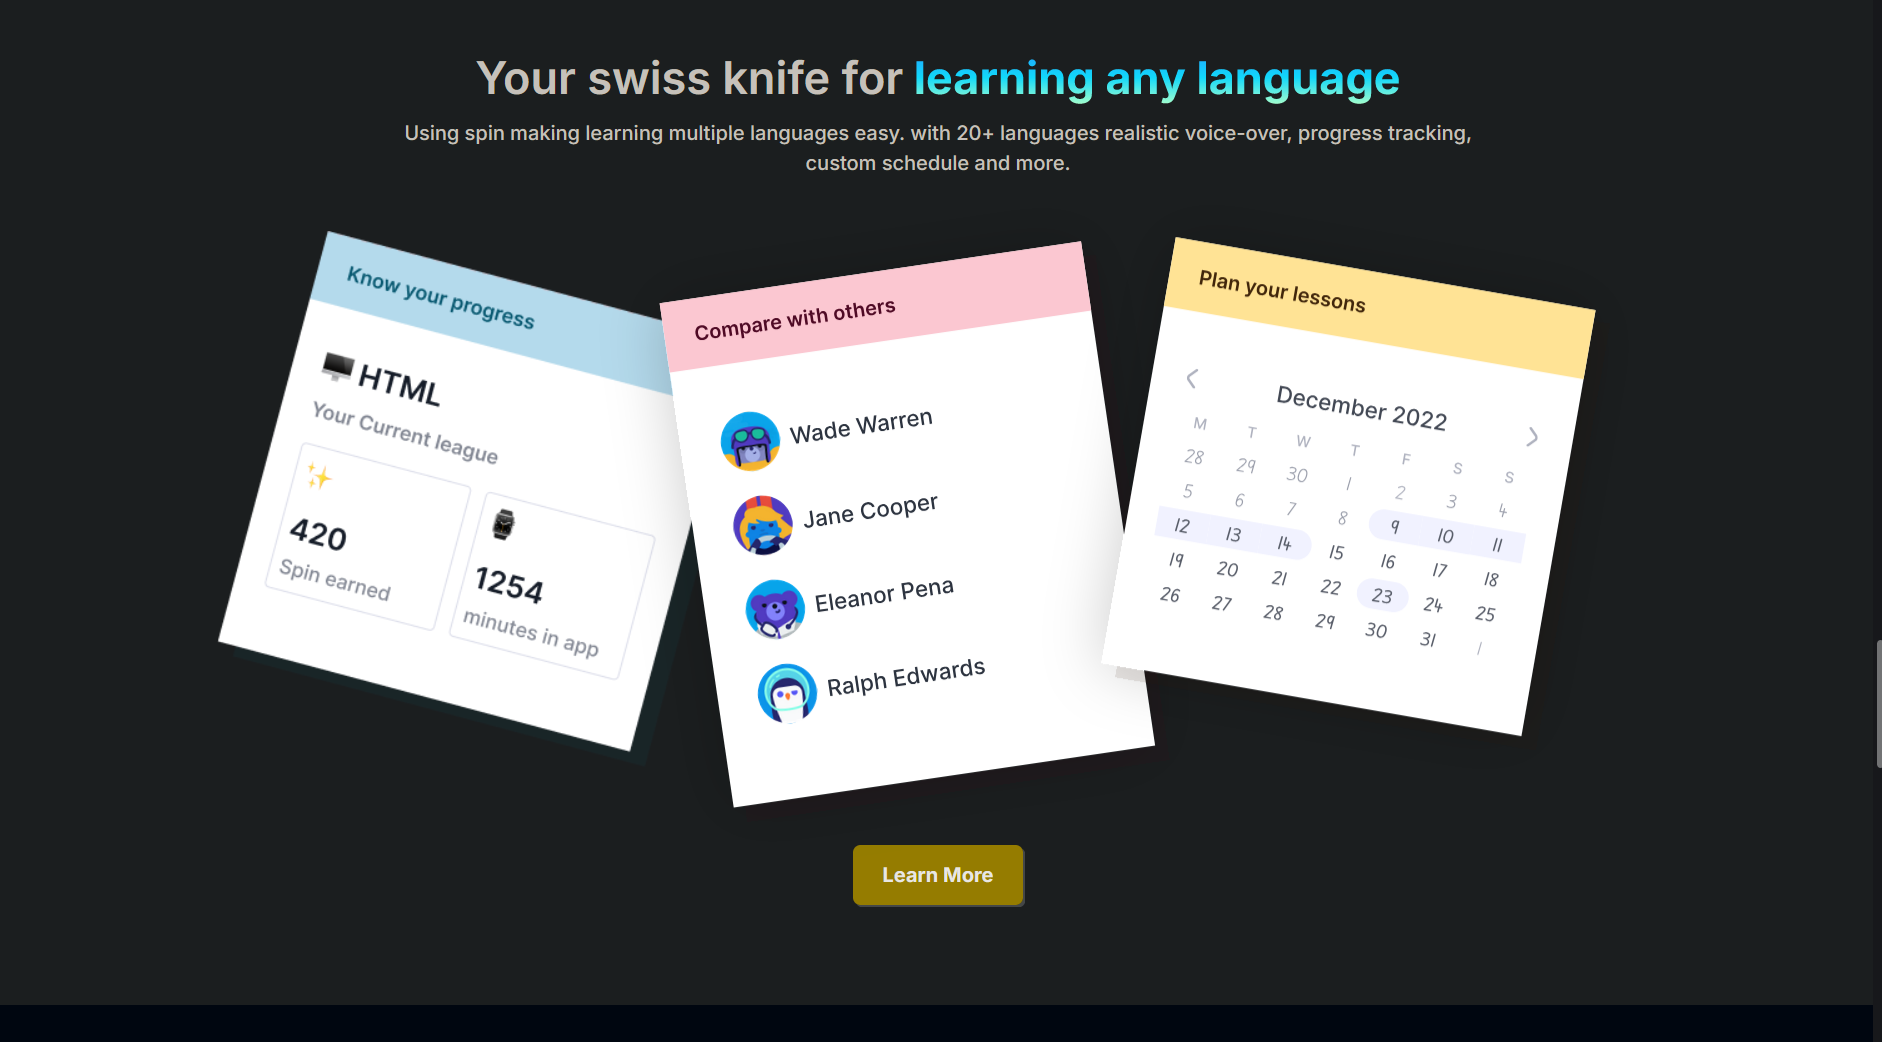 Your swiss knife for learning any language
Using spin making learning multiple languages easy. with 20+ languages realistic voice-over, progress tracking,
custom schedule and more.
Know your progress
HTML
Your Current league
420
Spin earned
1254
minutes in app
Compare with others
Wade Warren
Jane Cooper
Eleanor Pena
Ralph Edwards
Plan your lessons
December 2022
M T W T F S S
28 29 30 1 2 3 4
5 6 7 8 9 10 11
12 13 14 15 16 17 18
19 20 21 22 23 24 25
26 27 28 29 30 31 1
Learn More